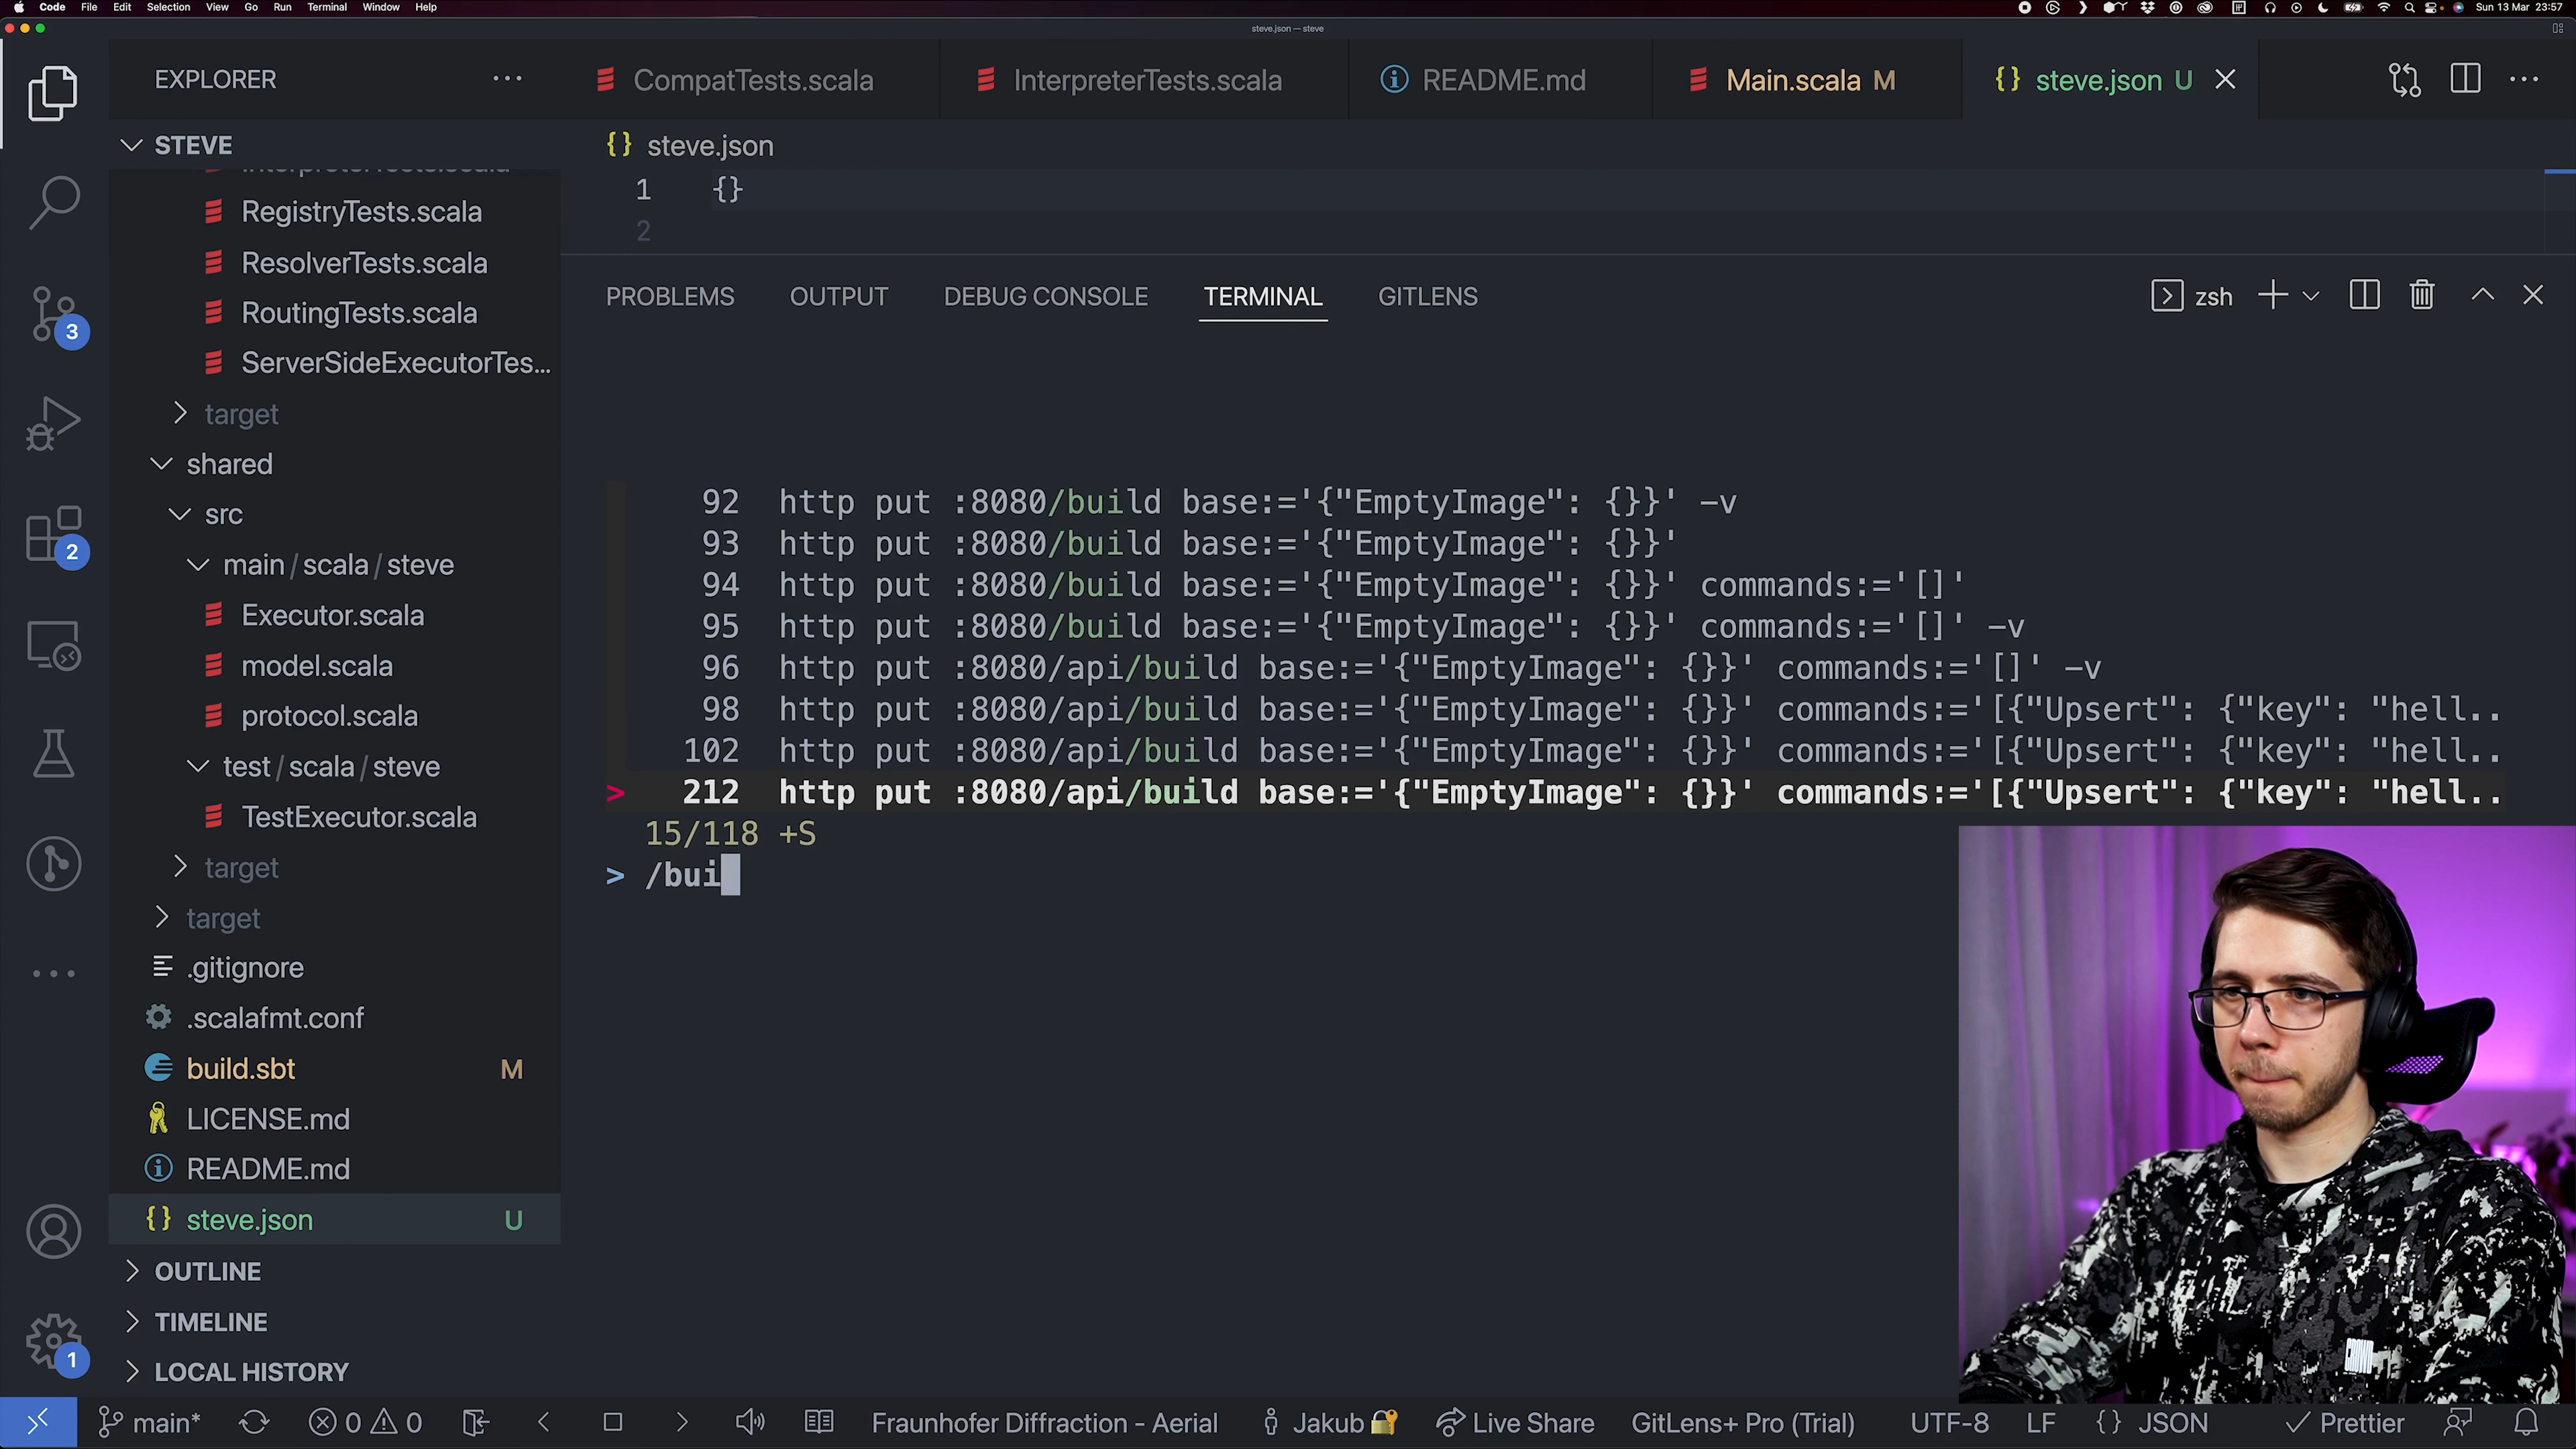 Code File Edit Selection View Go Run Terminal Window Help
Sun 13 Mar 23:57
steve.json — steve
EXPLORER
CompatTests.scala
InterpreterTests.scala
README.md
Main.scala M
{} steve.json U
STEVE
InterpreterTests.scala
RegistryTests.scala
ResolverTests.scala
RoutingTests.scala
ServerSideExecutorTes...
target
shared
src
main/scala/steve
Executor.scala
model.scala
protocol.scala
test/scala/steve
TestExecutor.scala
target
target
.gitignore
.scalafmt.conf
build.sbt M
LICENSE.md
README.md
{} steve.json U
OUTLINE
TIMELINE
LOCAL HISTORY
3
2
1
{} steve.json
1 {}
2
PROBLEMS OUTPUT DEBUG CONSOLE TERMINAL GITLENS
zsh
92 http put :8080/build base:='{"EmptyImage": {}}' -v
93 http put :8080/build base:='{"EmptyImage": {}}'
94 http put :8080/build base:='{"EmptyImage": {}}' commands:='[]'
95 http put :8080/build base:='{"EmptyImage": {}}' commands:='[]' -v
96 http put :8080/api/build base:='{"EmptyImage": {}}' commands:='[]' -v
98 http put :8080/api/build base:='{"EmptyImage": {}}' commands:='[{"Upsert": {"key": "hell..
102 http put :8080/api/build base:='{"EmptyImage": {}}' commands:='[{"Upsert": {"key": "hell..
> 212 http put :8080/api/build base:='{"EmptyImage": {}}' commands:='[{"Upsert": {"key": "hell..
15/118 +S
> /bui
main* 0 0 Fraunhofer Diffraction - Aerial Jakub Live Share GitLens+ Pro (Trial) UTF-8 LF {} JSON Prettier